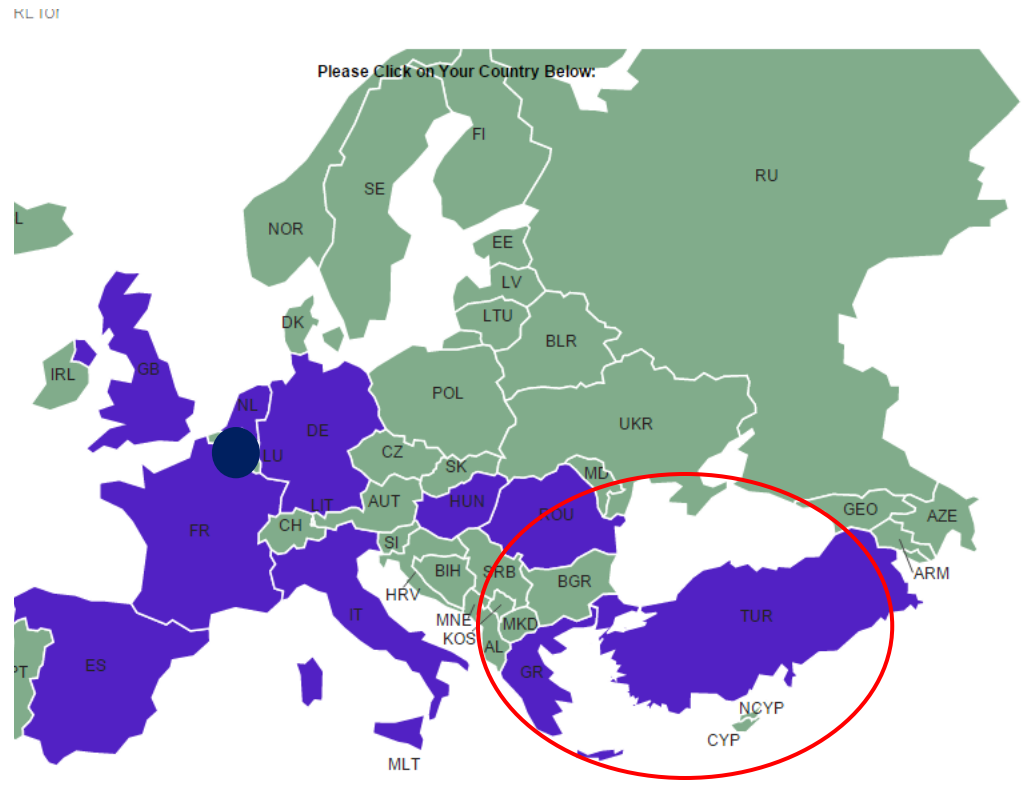 RL for
Please Click on Your Country Below:
FI
RU
SE
L
NOR
EE
LV
DK
LTU
BLR
IRL
GB
POL
NL
UKR
DE
CZ
LU
SK
MD
AUT
HUN
LIT
GEO
ROU
AZE
CH
FR
SI
BIH
SRB
BGR
ARM
HRV
IT
TUR
MNE
MKD
KOS
AL
ES
PT
GR
NCYP
CYP
MLT